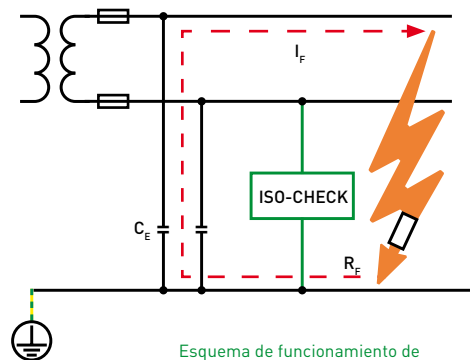 I_F
ISO-CHECK
C_E
R_F
Esquema de funcionamiento de